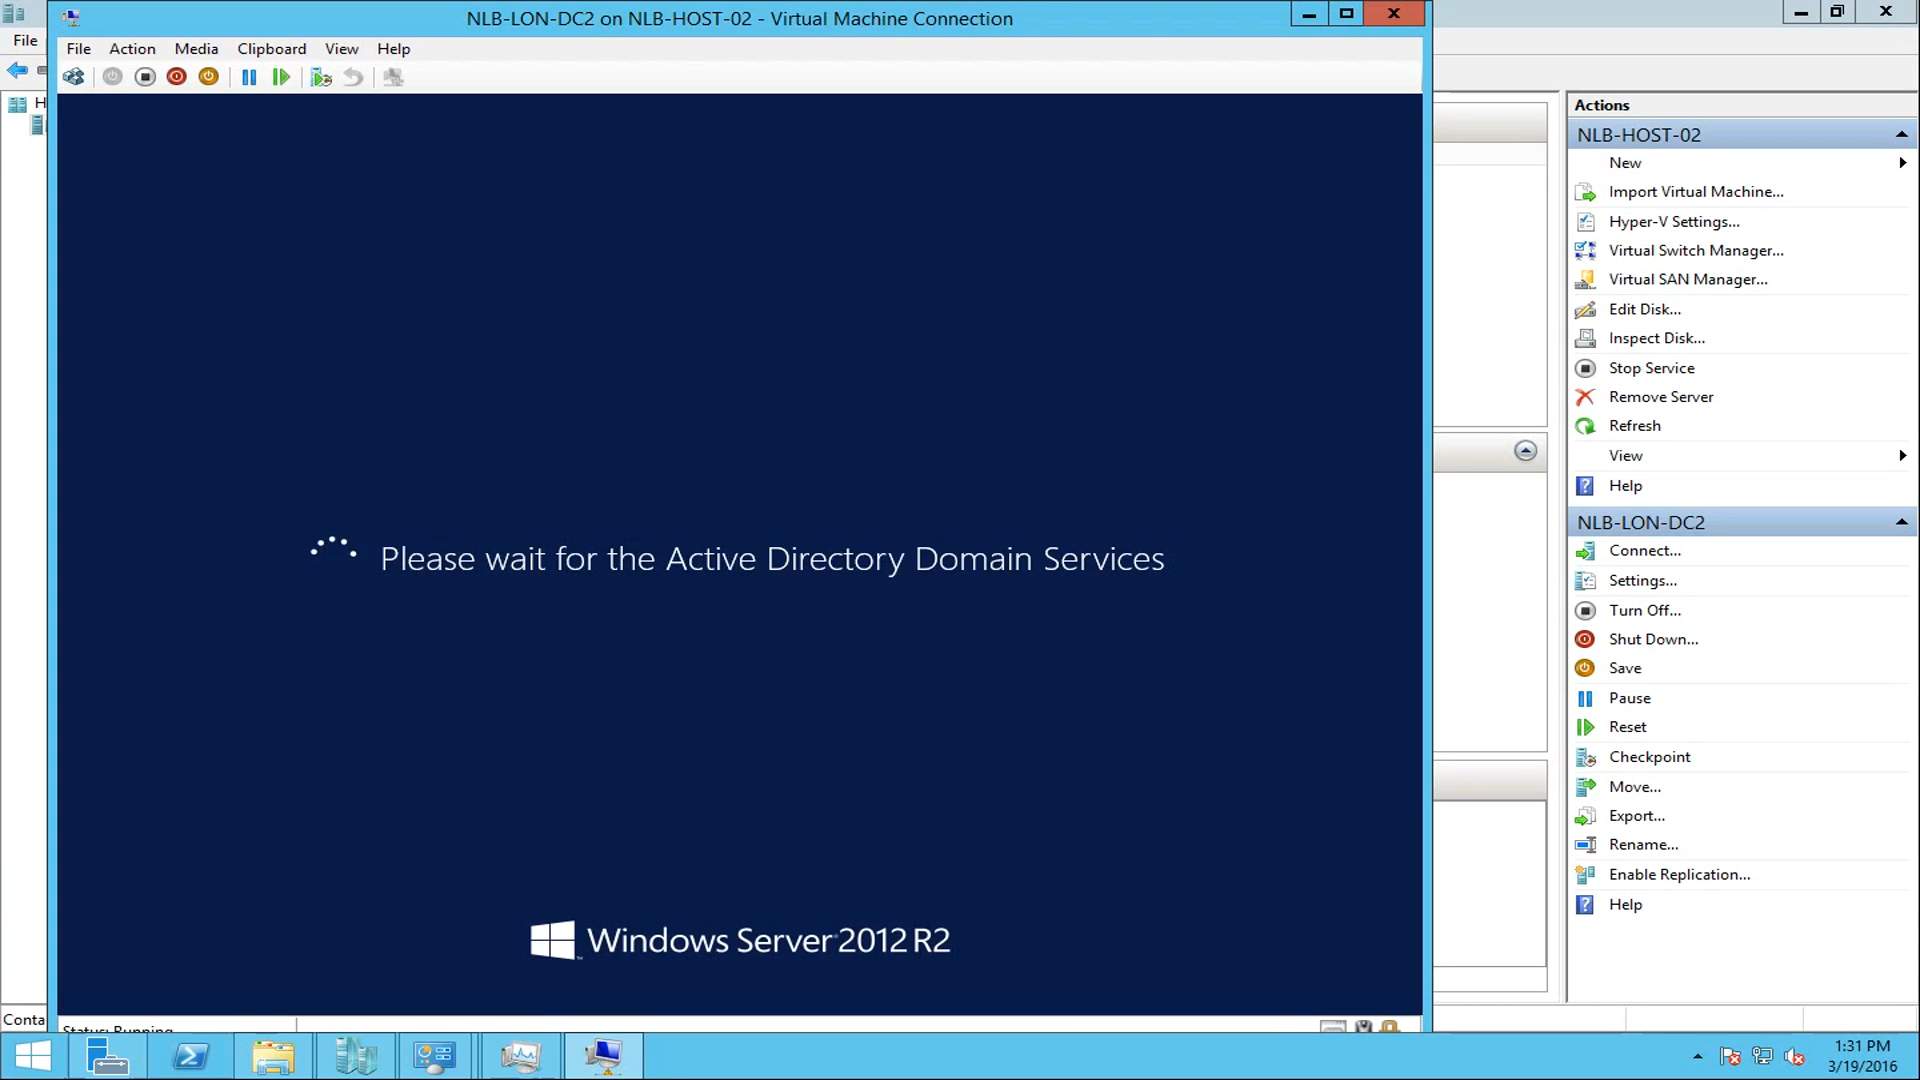 NLB-LON-DC2 on NLB-HOST-02 - Virtual Machine Connection
File
File Action Media Clipboard View Help
H
Actions
NLB-HOST-02
New
Import Virtual Machine...
Hyper-V Settings...
Virtual Switch Manager...
Virtual SAN Manager...
Edit Disk...
Inspect Disk...
Stop Service
Remove Server
Refresh
View
Help
NLB-LON-DC2
Connect...
Settings...
Turn Off...
Shut Down...
Save
Pause
Reset
Checkpoint
Move...
Export...
Rename...
Enable Replication...
Help
Please wait for the Active Directory Domain Services
Windows Server 2012 R2
Conta
Status: Running
1:31 PM
3/19/2016